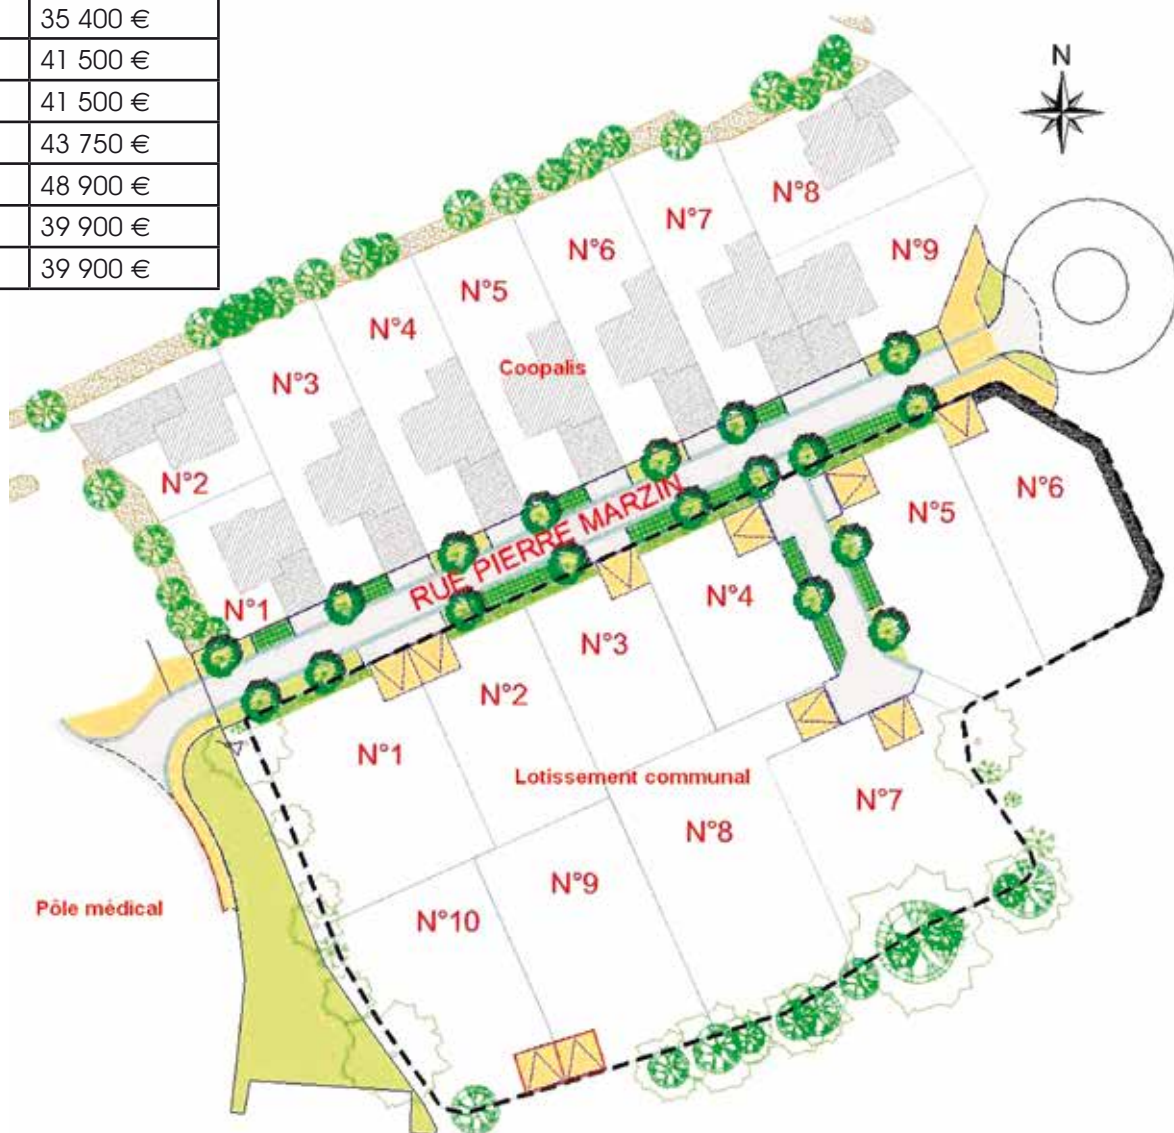 35 400 €
41 500 €
41 500 €
43 750 €
48 900 €
39 900 €
39 900 €
N
N°8
N°7
N°6
N°9
N°5
N°4
Coopalis
N°3
N°2
N°1
RUE PIERRE MARZIN
N°6
N°5
N°4
N°3
N°2
N°1
Lotissement communal
N°7
N°8
N°9
N°10
Pôle médical